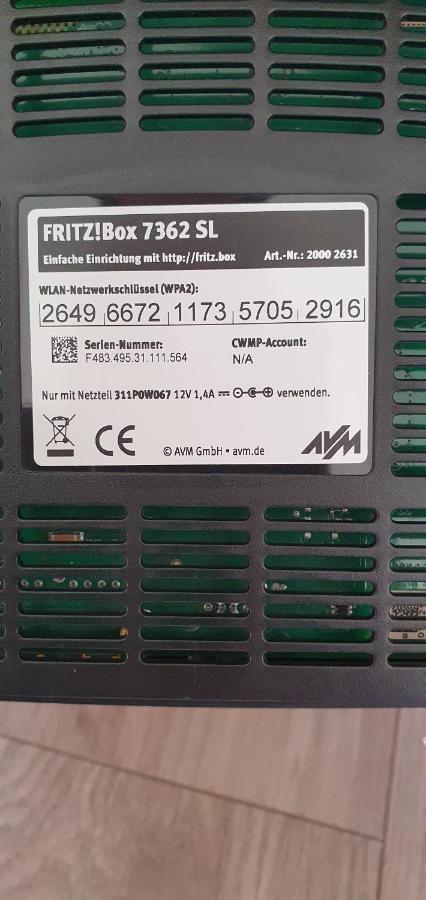 FRITZ!Box 7362 SL
Einfache Einrichtung mit http://fritz.box Art.-Nr.: 2000 2631
WLAN-Netzwerkschlüssel (WPA2):
2649 6672 1173 5705 2916
Serien-Nummer: CWMP-Account:
F483.495.31.111.564 N/A
Nur mit Netzteil 311P0W067 12V 1,4A verwenden.
CE
© AVM GmbH • avm.de
AVM